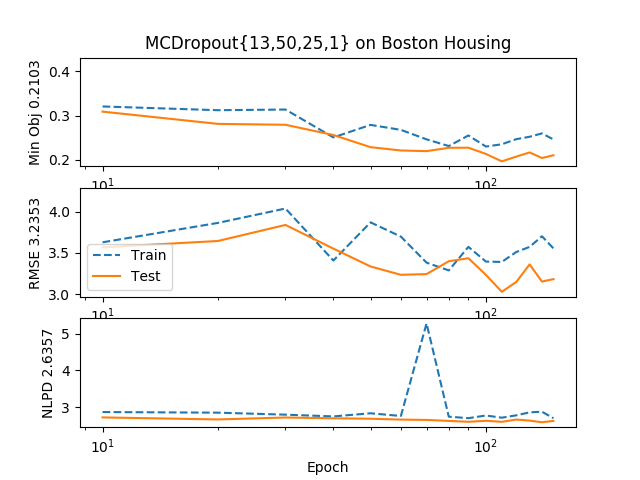 MCDropout{13,50,25,1} on Boston Housing
Min Obj 0.2103
0.4
0.3
0.2
10¹
10²
RMSE 3.2353
4.0
3.5
3.0
Train
Test
10¹
10²
NLPD 2.6357
5
4
3
10¹
10²
Epoch